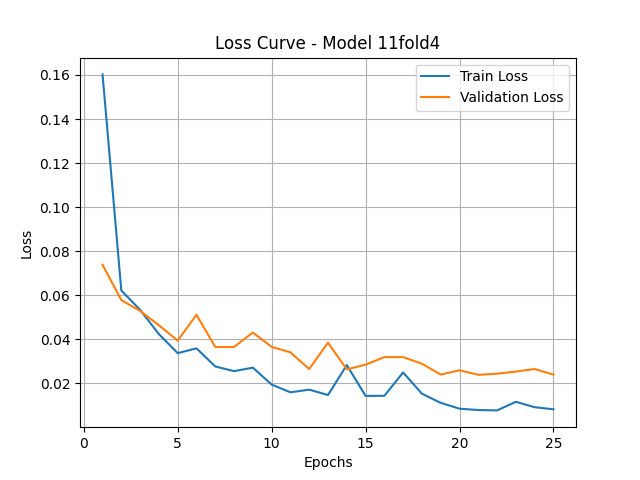 Loss Curve - Model 11fold4
Train Loss
Validation Loss
0.16
0.14
0.12
0.10
0.08
0.06
0.04
0.02
Loss
0 5 10 15 20 25
Epochs